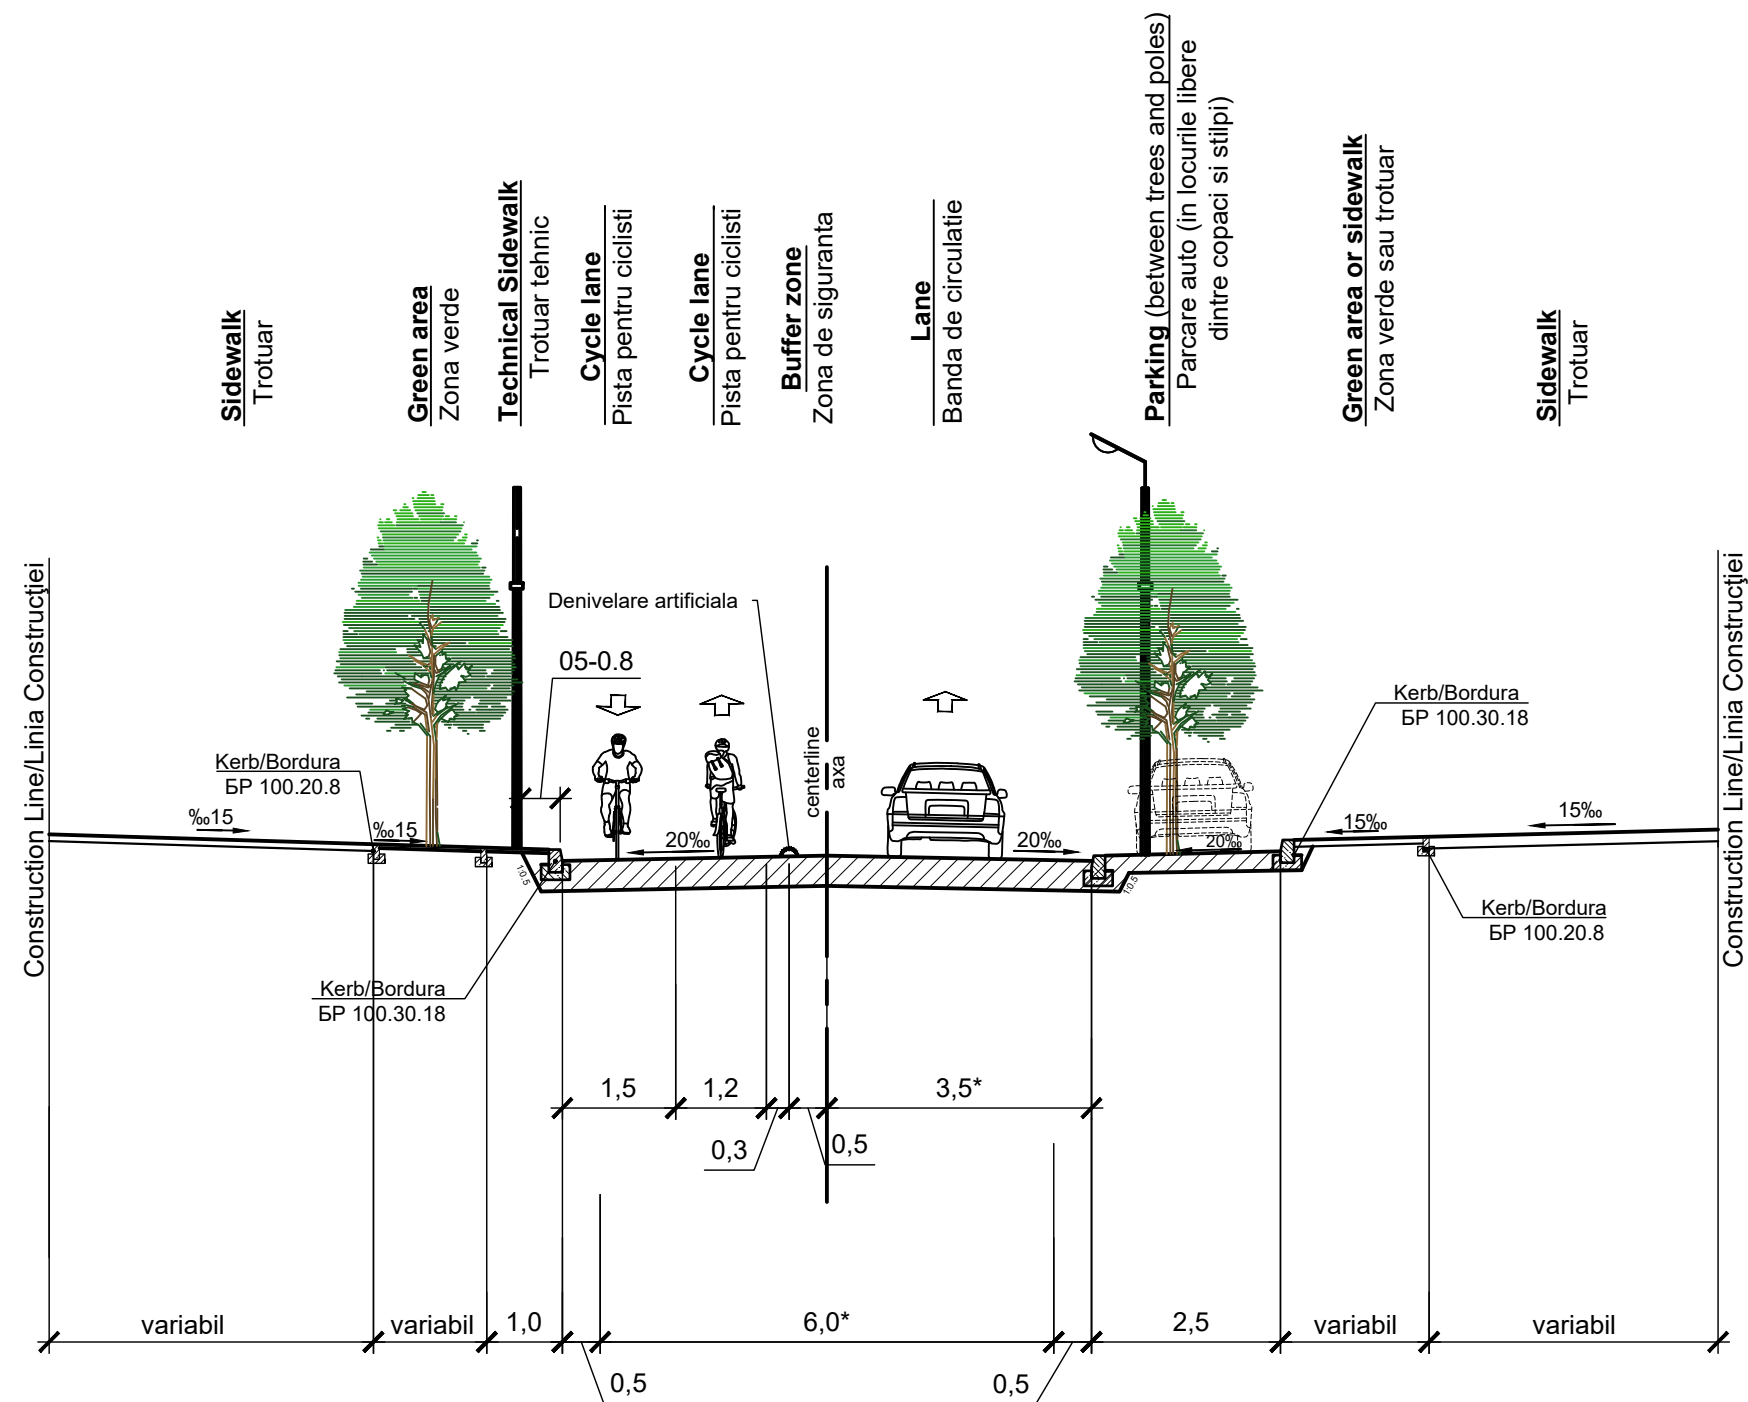 Sidewalk
Trotuar
Green area
Zona verde
Technical Sidewalk
Trotuar tehnic
Cycle lane
Pista pentru ciclisti
Cycle lane
Pista pentru ciclisti
Buffer zone
Zona de siguranta
Lane
Banda de circulatie
Parking (between trees and poles)
Parcare auto (in locurile libere
dintre copaci si stilpi)
Green area or sidewalk
Zona verde sau trotuar
Sidewalk
Trotuar
Construction Line/Linia Construcţiei
Denivelare artificiala
05-0.8
centerline
axa
Kerb/Bordura
БР 100.30.18
Construction Line/Linia Construcţiei
Kerb/Bordura
БР 100.20.8
‰15
‰15
20‰
20‰
20‰
15‰
15‰
1:0.5
1:0.5
Kerb/Bordura
БР 100.20.8
Kerb/Bordura
БР 100.30.18
1,5
1,2
3,5*
0,3
0,5
variabil
variabil
1,0
6,0*
2,5
variabil
variabil
0,5
0,5